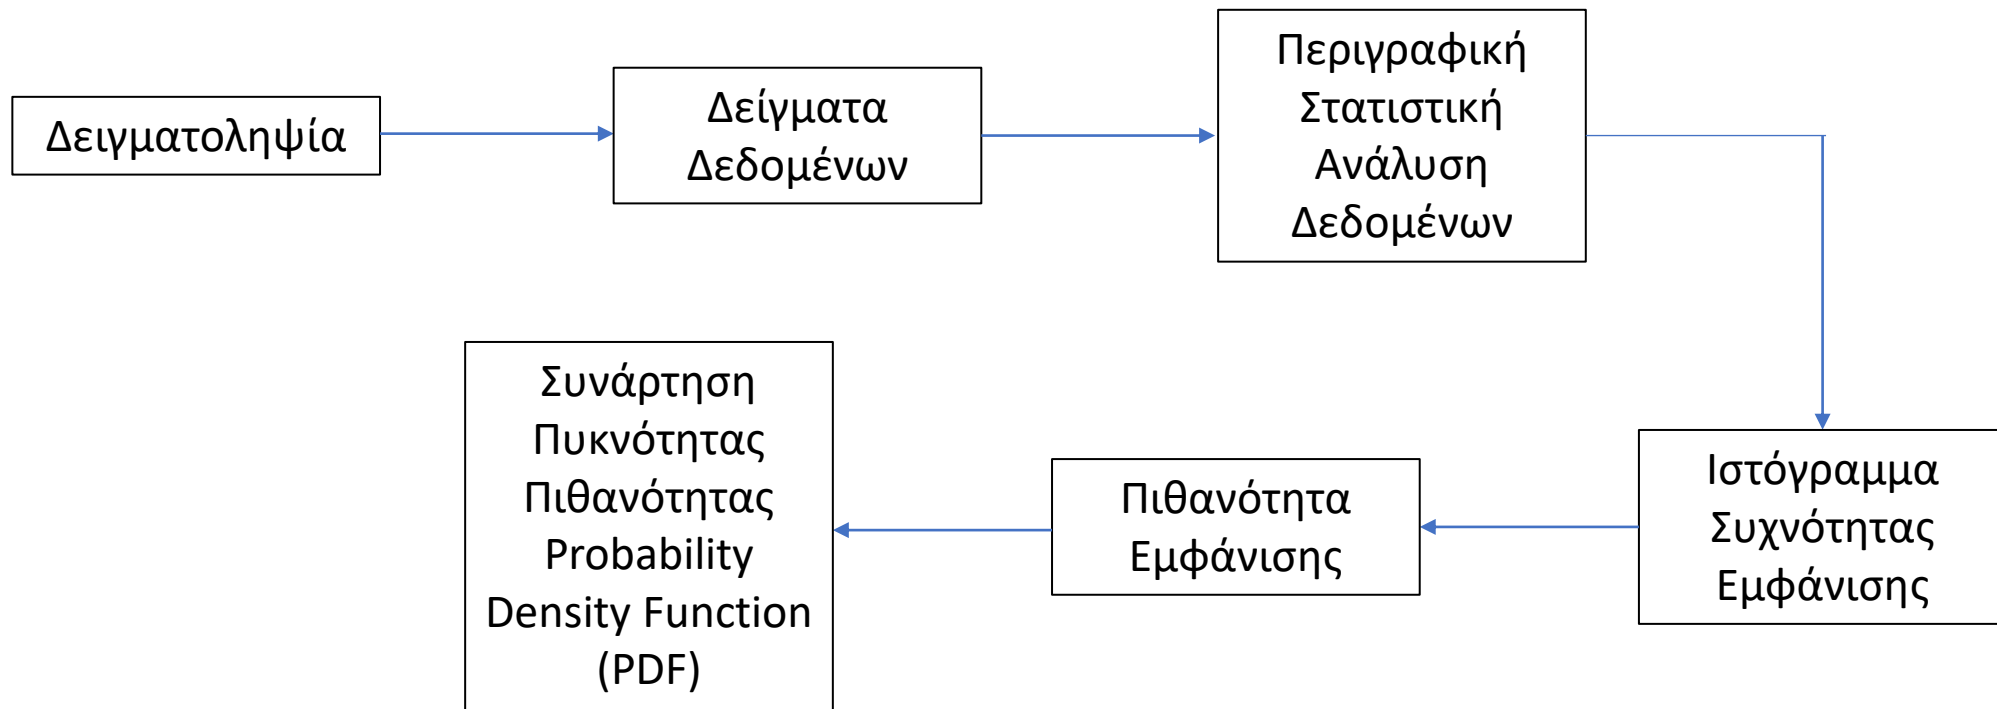 Δειγματοληψία
Δείγματα
Δεδομένων
Περιγραφική
Στατιστική
Ανάλυση
Δεδομένων
Ιστόγραμμα
Συχνότητας
Εμφάνισης
Πιθανότητα
Εμφάνισης
Συνάρτηση
Πυκνότητας
Πιθανότητας
Probability
Density Function
(PDF)